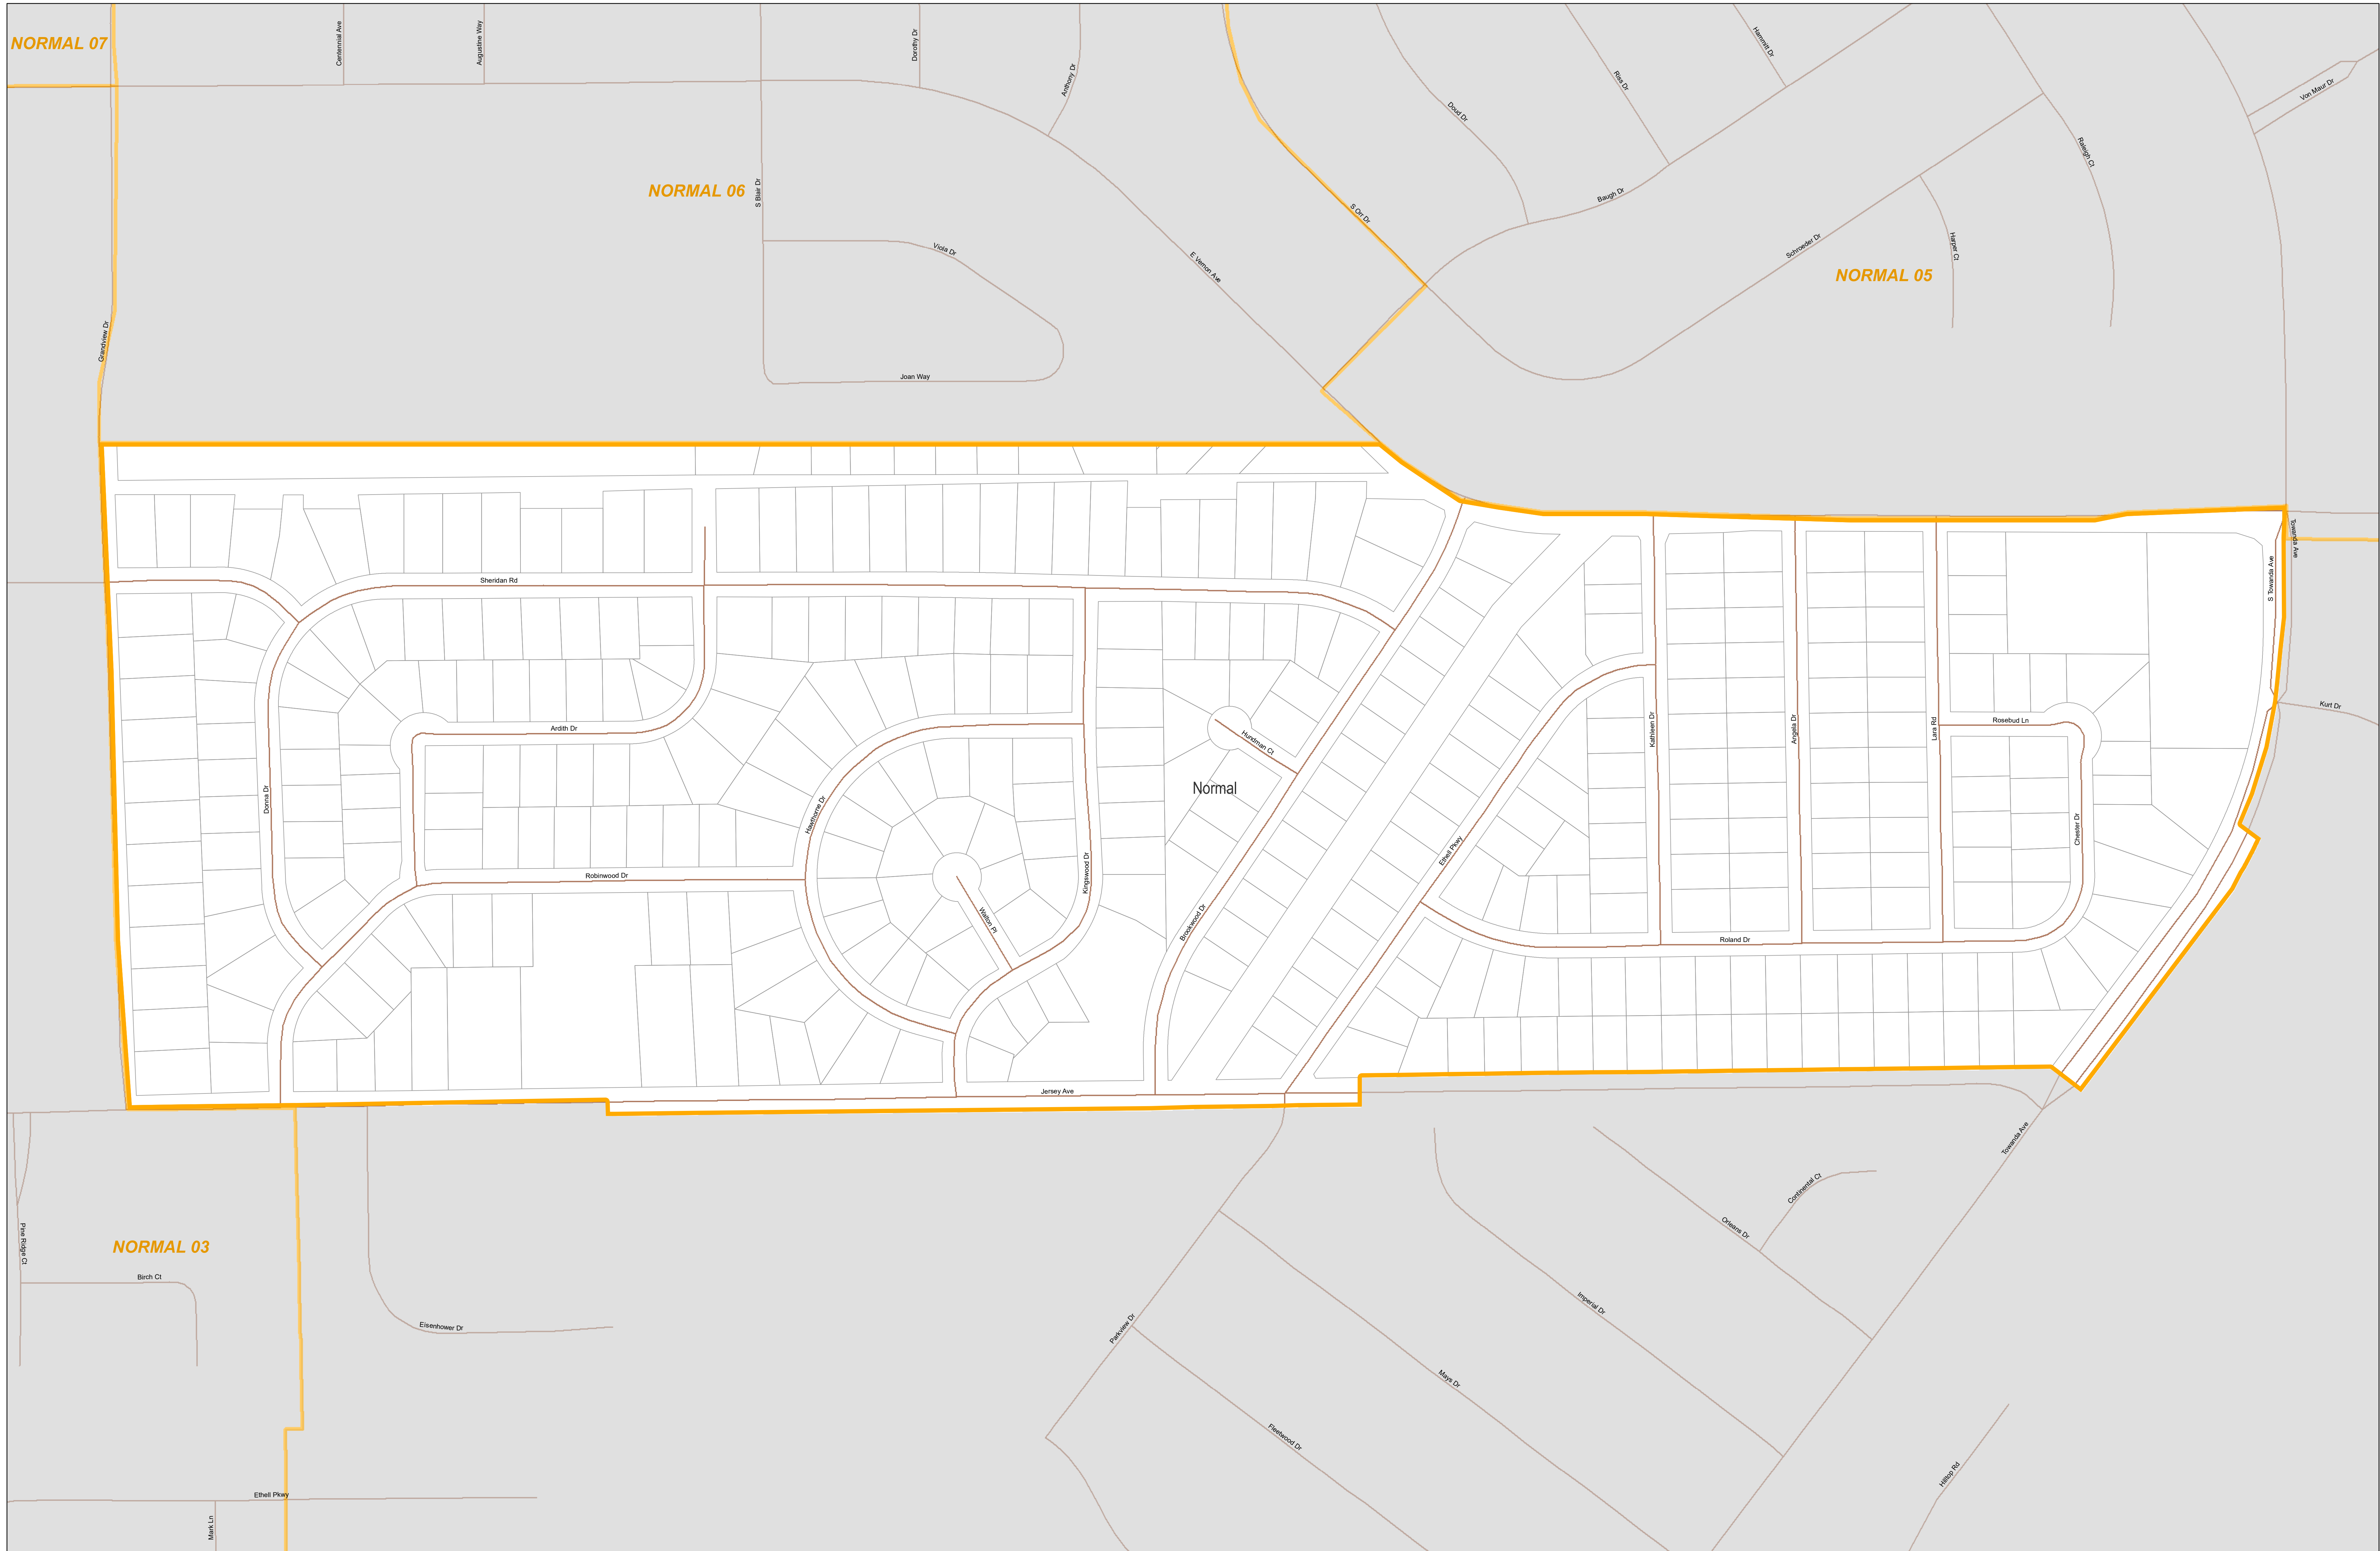 NORMAL 07
Centennial Ave
Augustine Way
Dorothy Dr
Anthony Dr
Hammitt Dr
Riss Dr
Doud Dr
Von Maur Dr
Raleigh Ct
NORMAL 06
S Blair Dr
Baugh Dr
S Orr Dr
Viola Dr
Schroeder Dr
Harper Ct
E Vernon Ave
NORMAL 05
Grandview Dr
Joan Way
Towanda Ave
Sheridan Rd
S Towanda Ave
Kurt Dr
Ardith Dr
Hundman Ct
Kathleen Dr
Angela Dr
Lara Rd
Rosebud Ln
Normal
Donna Dr
Hawthorne Dr
Chester Dr
Ethell Pkwy
Kingswood Dr
Robinwood Dr
Walton Pl
Brookwood Dr
Roland Dr
Jersey Ave
Towanda Ave
Continental Ct
Orleans Dr
Pine Ridge Ct
NORMAL 03
Birch Ct
Imperial Dr
Eisenhower Dr
Parkview Dr
Mays Dr
Fleetwood Dr
Hilltop Rd
Ethell Pkwy
Mark Ln